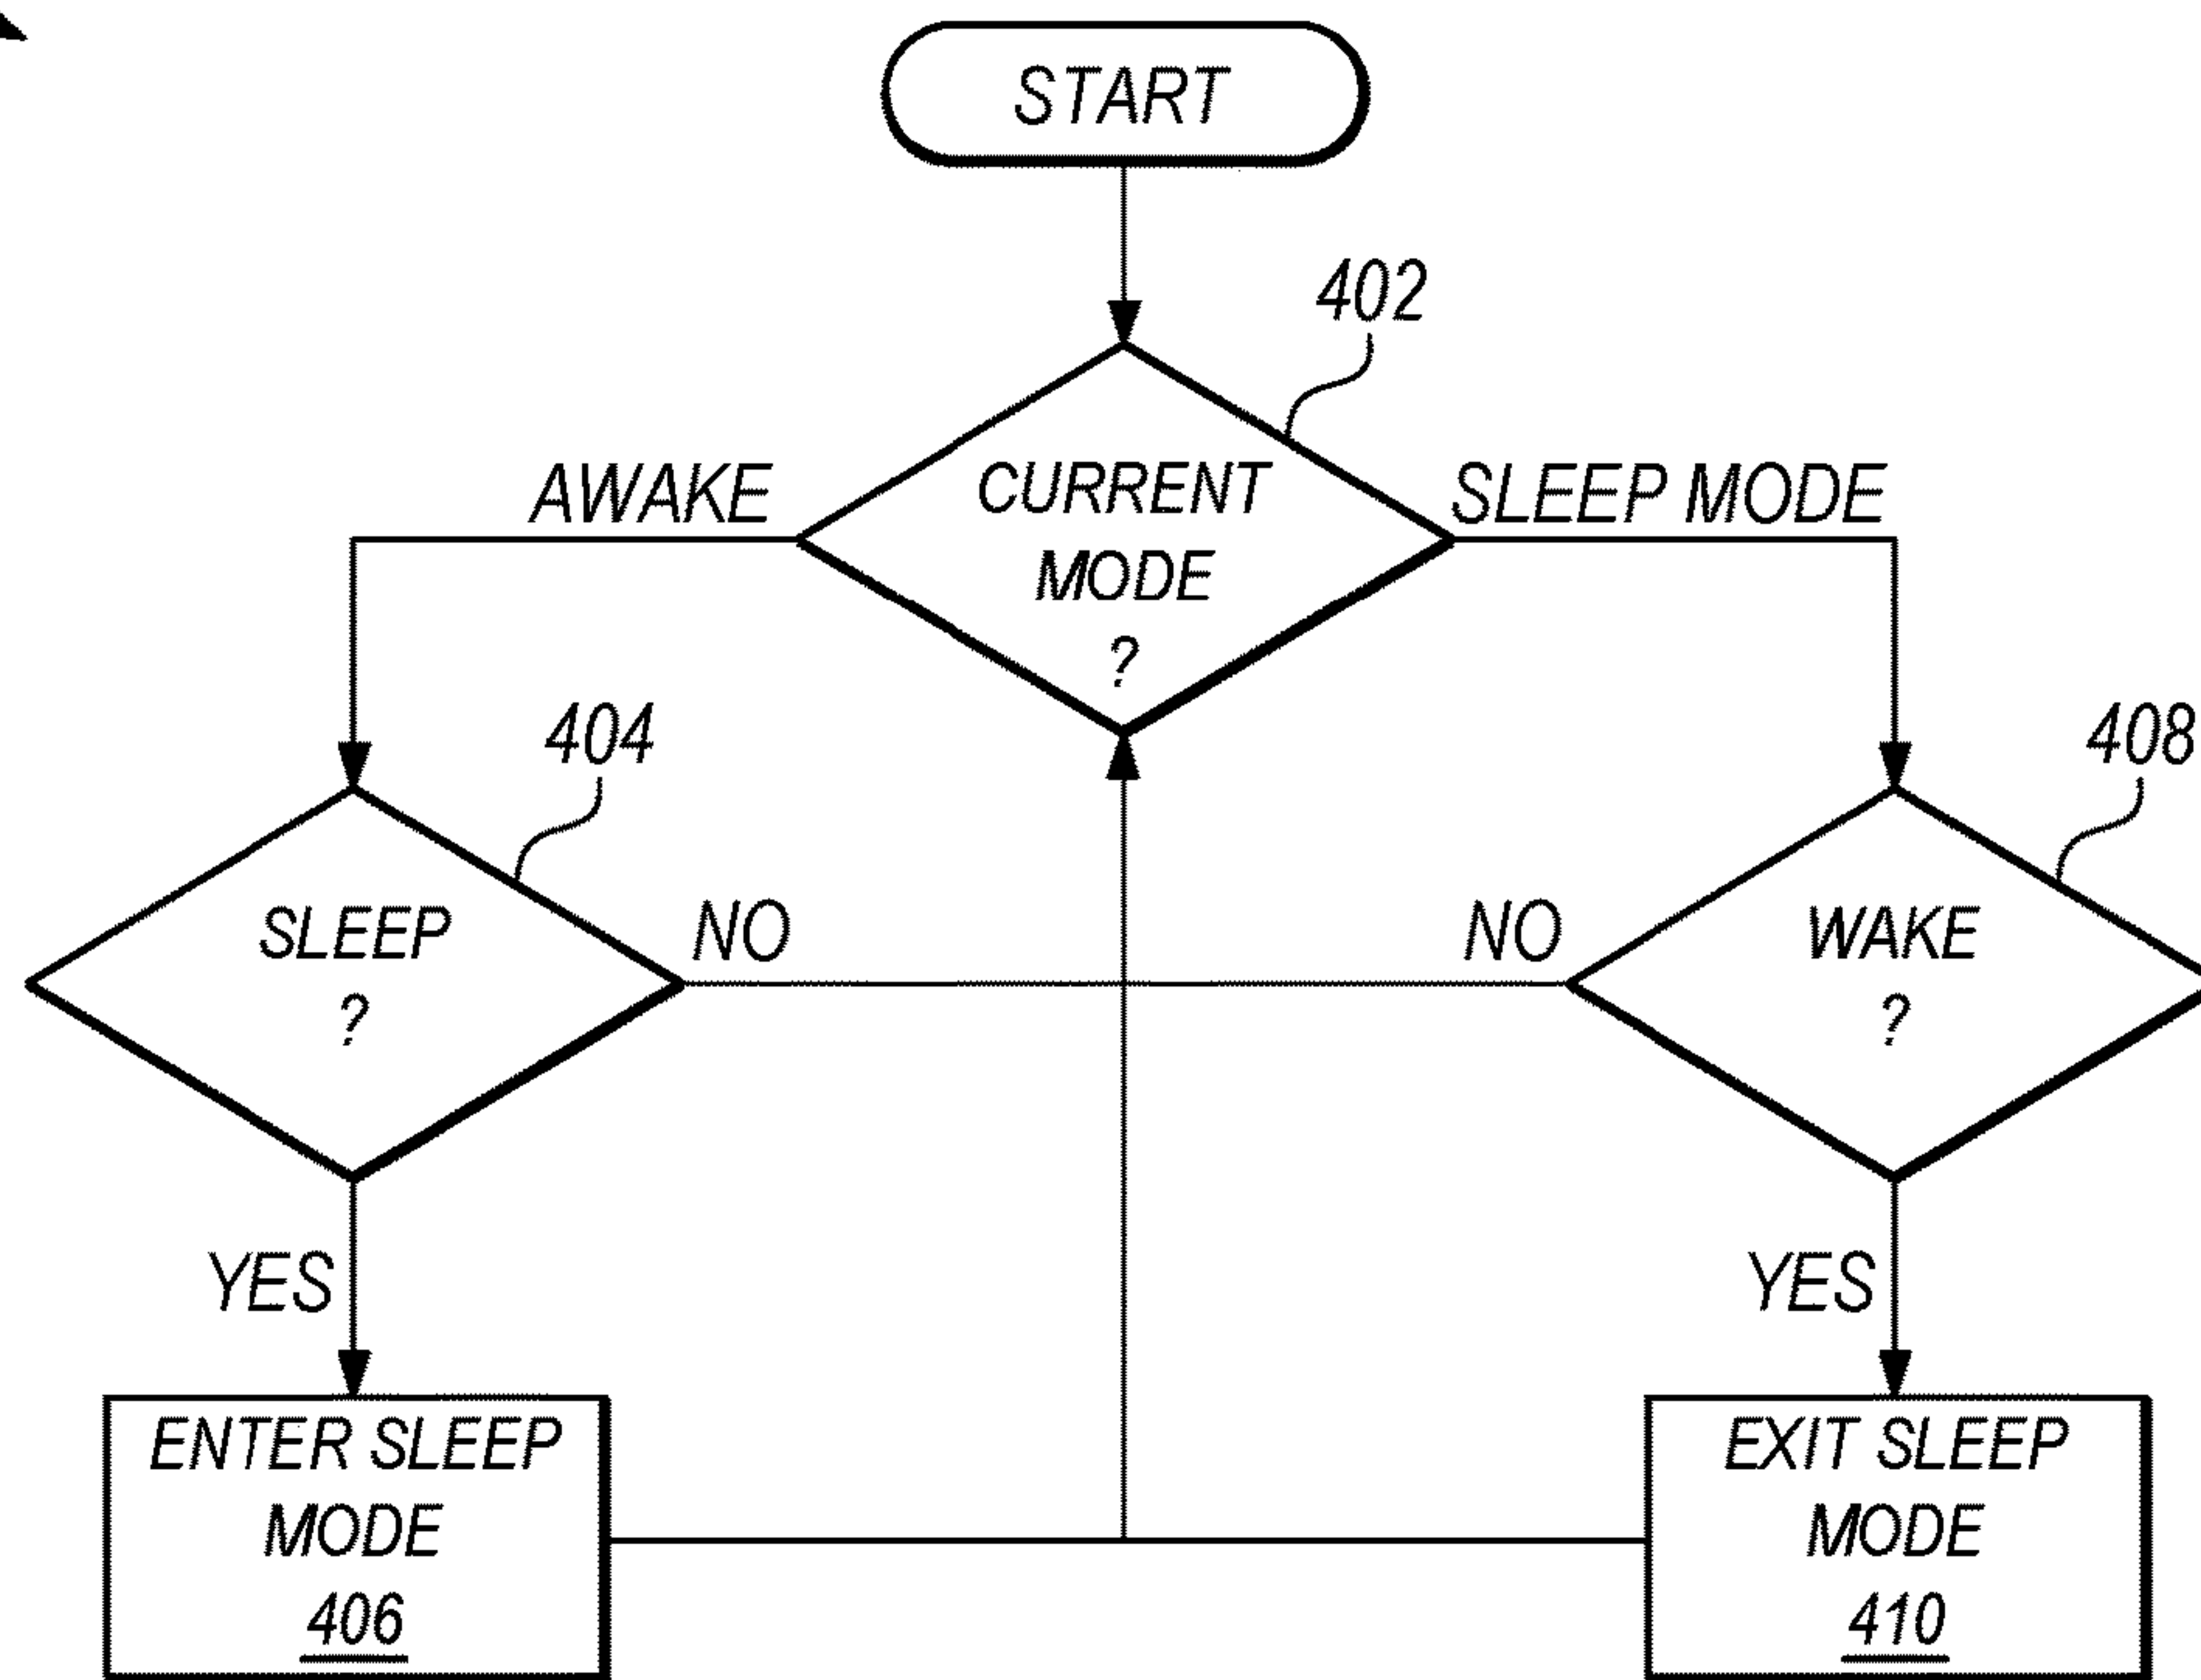 START
402
AWAKE
CURRENT
MODE
?
SLEEP MODE
404
408
SLEEP
?
NO
NO
WAKE
?
YES
YES
ENTER SLEEP
MODE
406
EXIT SLEEP
MODE
410